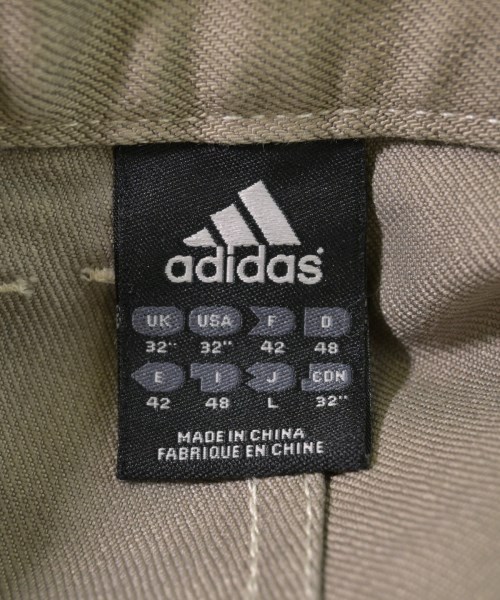 adidas
UK USA F D
32" 32" 42 48
E I J CDN
42 48 L 32"
MADE IN CHINA
FABRIQUE EN CHINE